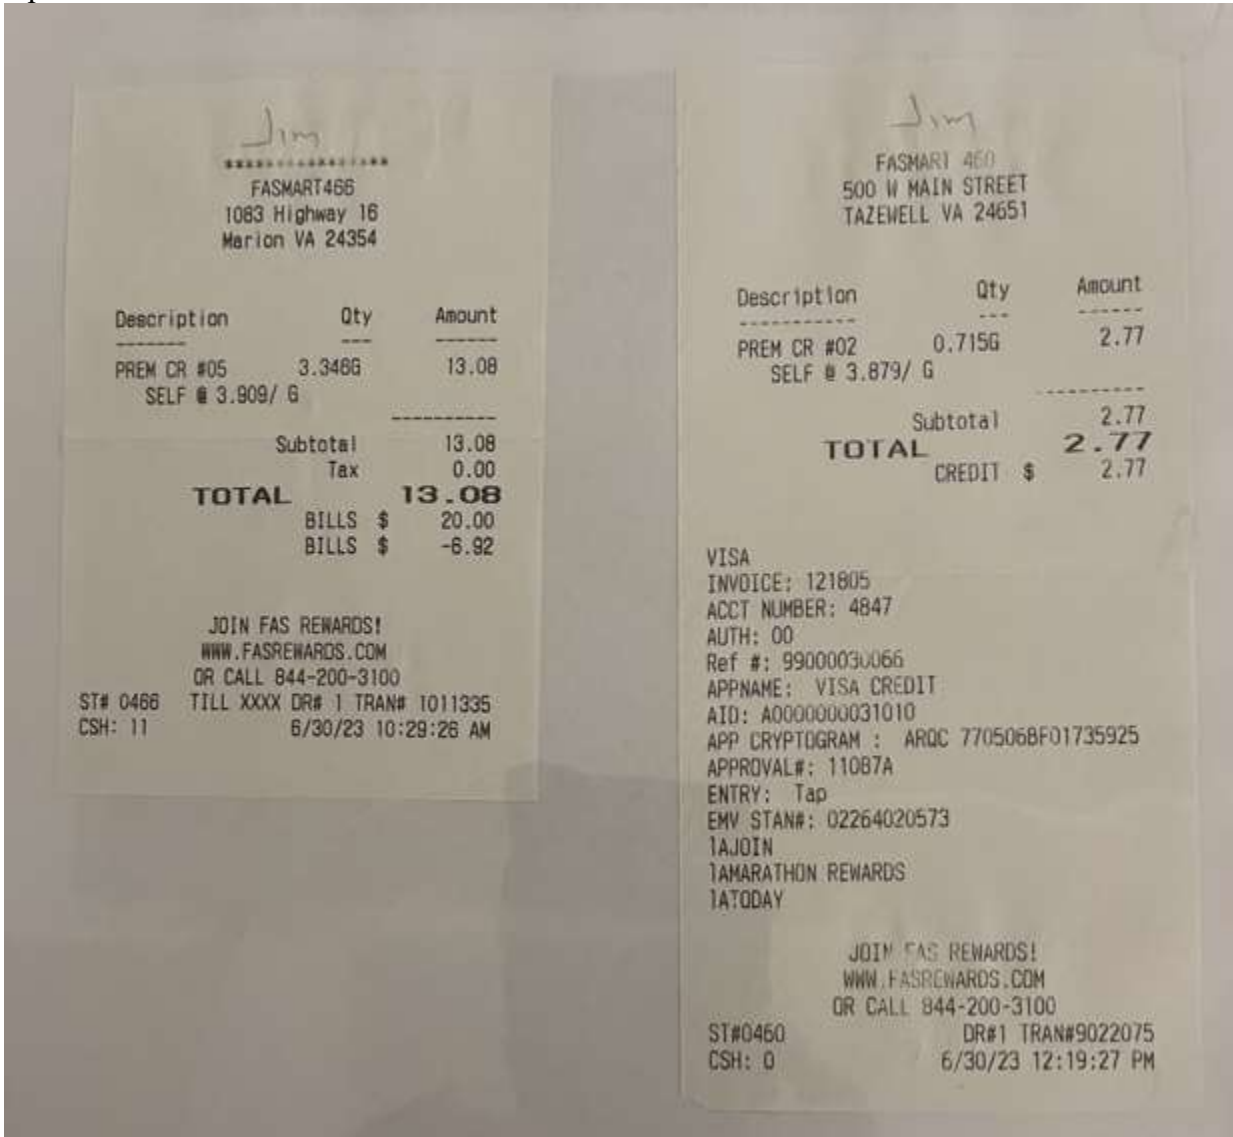 Jim
****************
FASMART466
1083 Highway 16
Marion VA 24354
Description Qty Amount
------- --- ------
PREM CR #05 3.346G 13.08
SELF @ 3.909/ G
----------
Subtotal 13.08
Tax 0.00
TOTAL 13.08
BILLS $ 20.00
BILLS $ -6.92
JOIN FAS REWARDS!
WWW.FASREWARDS.COM
OR CALL 844-200-3100
ST# 0466 TILL XXXX DR# 1 TRAN# 1011335
CSH: 11 6/30/23 10:29:26 AM
Jim
FASMART 460
500 W MAIN STREET
TAZEWELL VA 24651
Description Qty Amount
----------- --- ------
PREM CR #02 0.715G 2.77
SELF @ 3.879/ G
----------
Subtotal 2.77
TOTAL 2.77
CREDIT $ 2.77
VISA
INVOICE: 121805
ACCT NUMBER: 4847
AUTH: 00
Ref #: 99000030066
APPNAME: VISA CREDIT
AID: A0000000031010
APP CRYPTOGRAM : ARQC 770506BF01735925
APPROVAL#: 11087A
ENTRY: Tap
EMV STAN#: 02264020573
1AJOIN
1AMARATHON REWARDS
1ATODAY
JOIN FAS REWARDS!
WWW.FASREWARDS.COM
OR CALL 844-200-3100
ST#0460 DR#1 TRAN#9022075
CSH: 0 6/30/23 12:19:27 PM